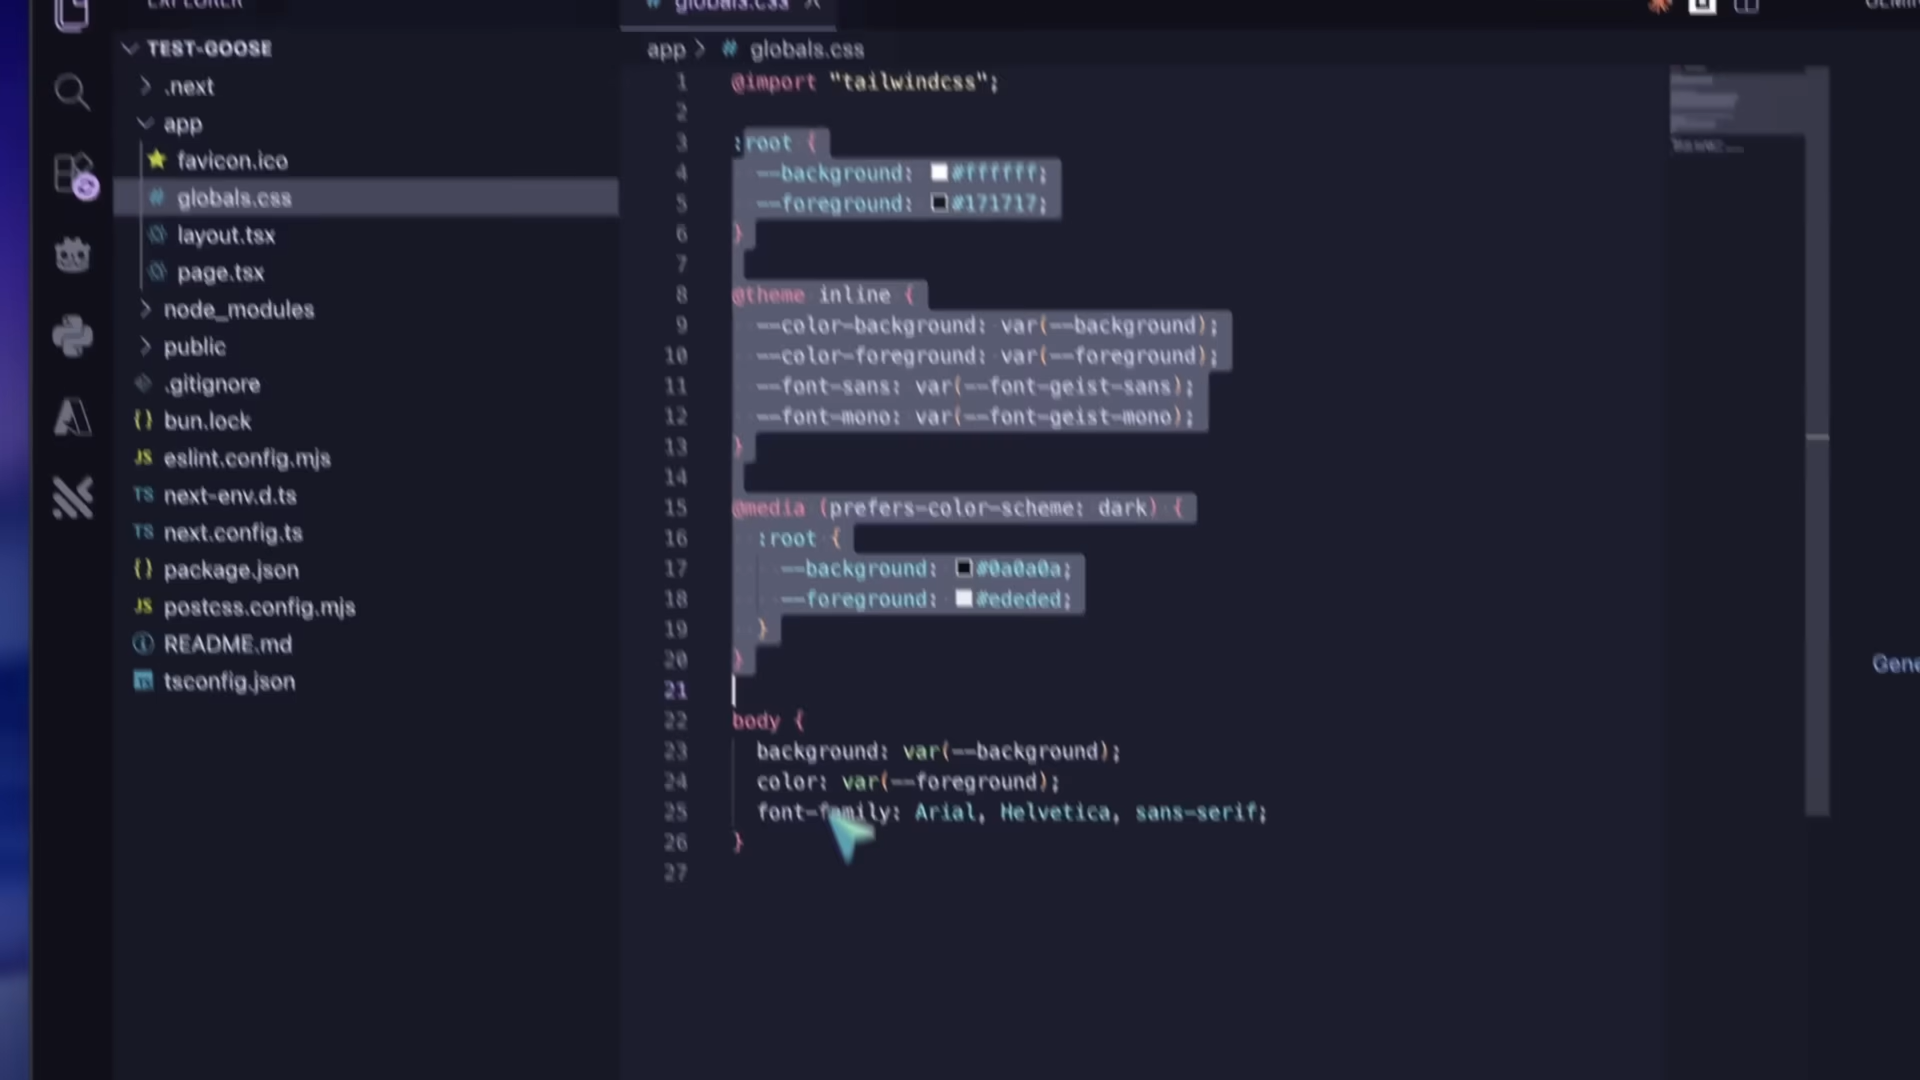 EXPLORER
TEST-GOOSE
.next
app
favicon.ico
globals.css
layout.tsx
page.tsx
node_modules
public
.gitignore
bun.lock
eslint.config.mjs
next-env.d.ts
next.config.ts
package.json
postcss.config.mjs
README.md
tsconfig.json
# globals.css
app > # globals.css
1 @import "tailwindcss";
2
3 :root {
4 --background: #ffffff;
5 --foreground: #171717;
6 }
7
8 @theme inline {
9 --color-background: var(--background);
10 --color-foreground: var(--foreground);
11 --font-sans: var(--font-geist-sans);
12 --font-mono: var(--font-geist-mono);
13 }
14
15 @media (prefers-color-scheme: dark) {
16 :root {
17 --background: #0a0a0a;
18 --foreground: #ededed;
19 }
20 }
21
22 body {
23 background: var(--background);
24 color: var(--foreground);
25 font-family: Arial, Helvetica, sans-serif;
26 }
27
Gene